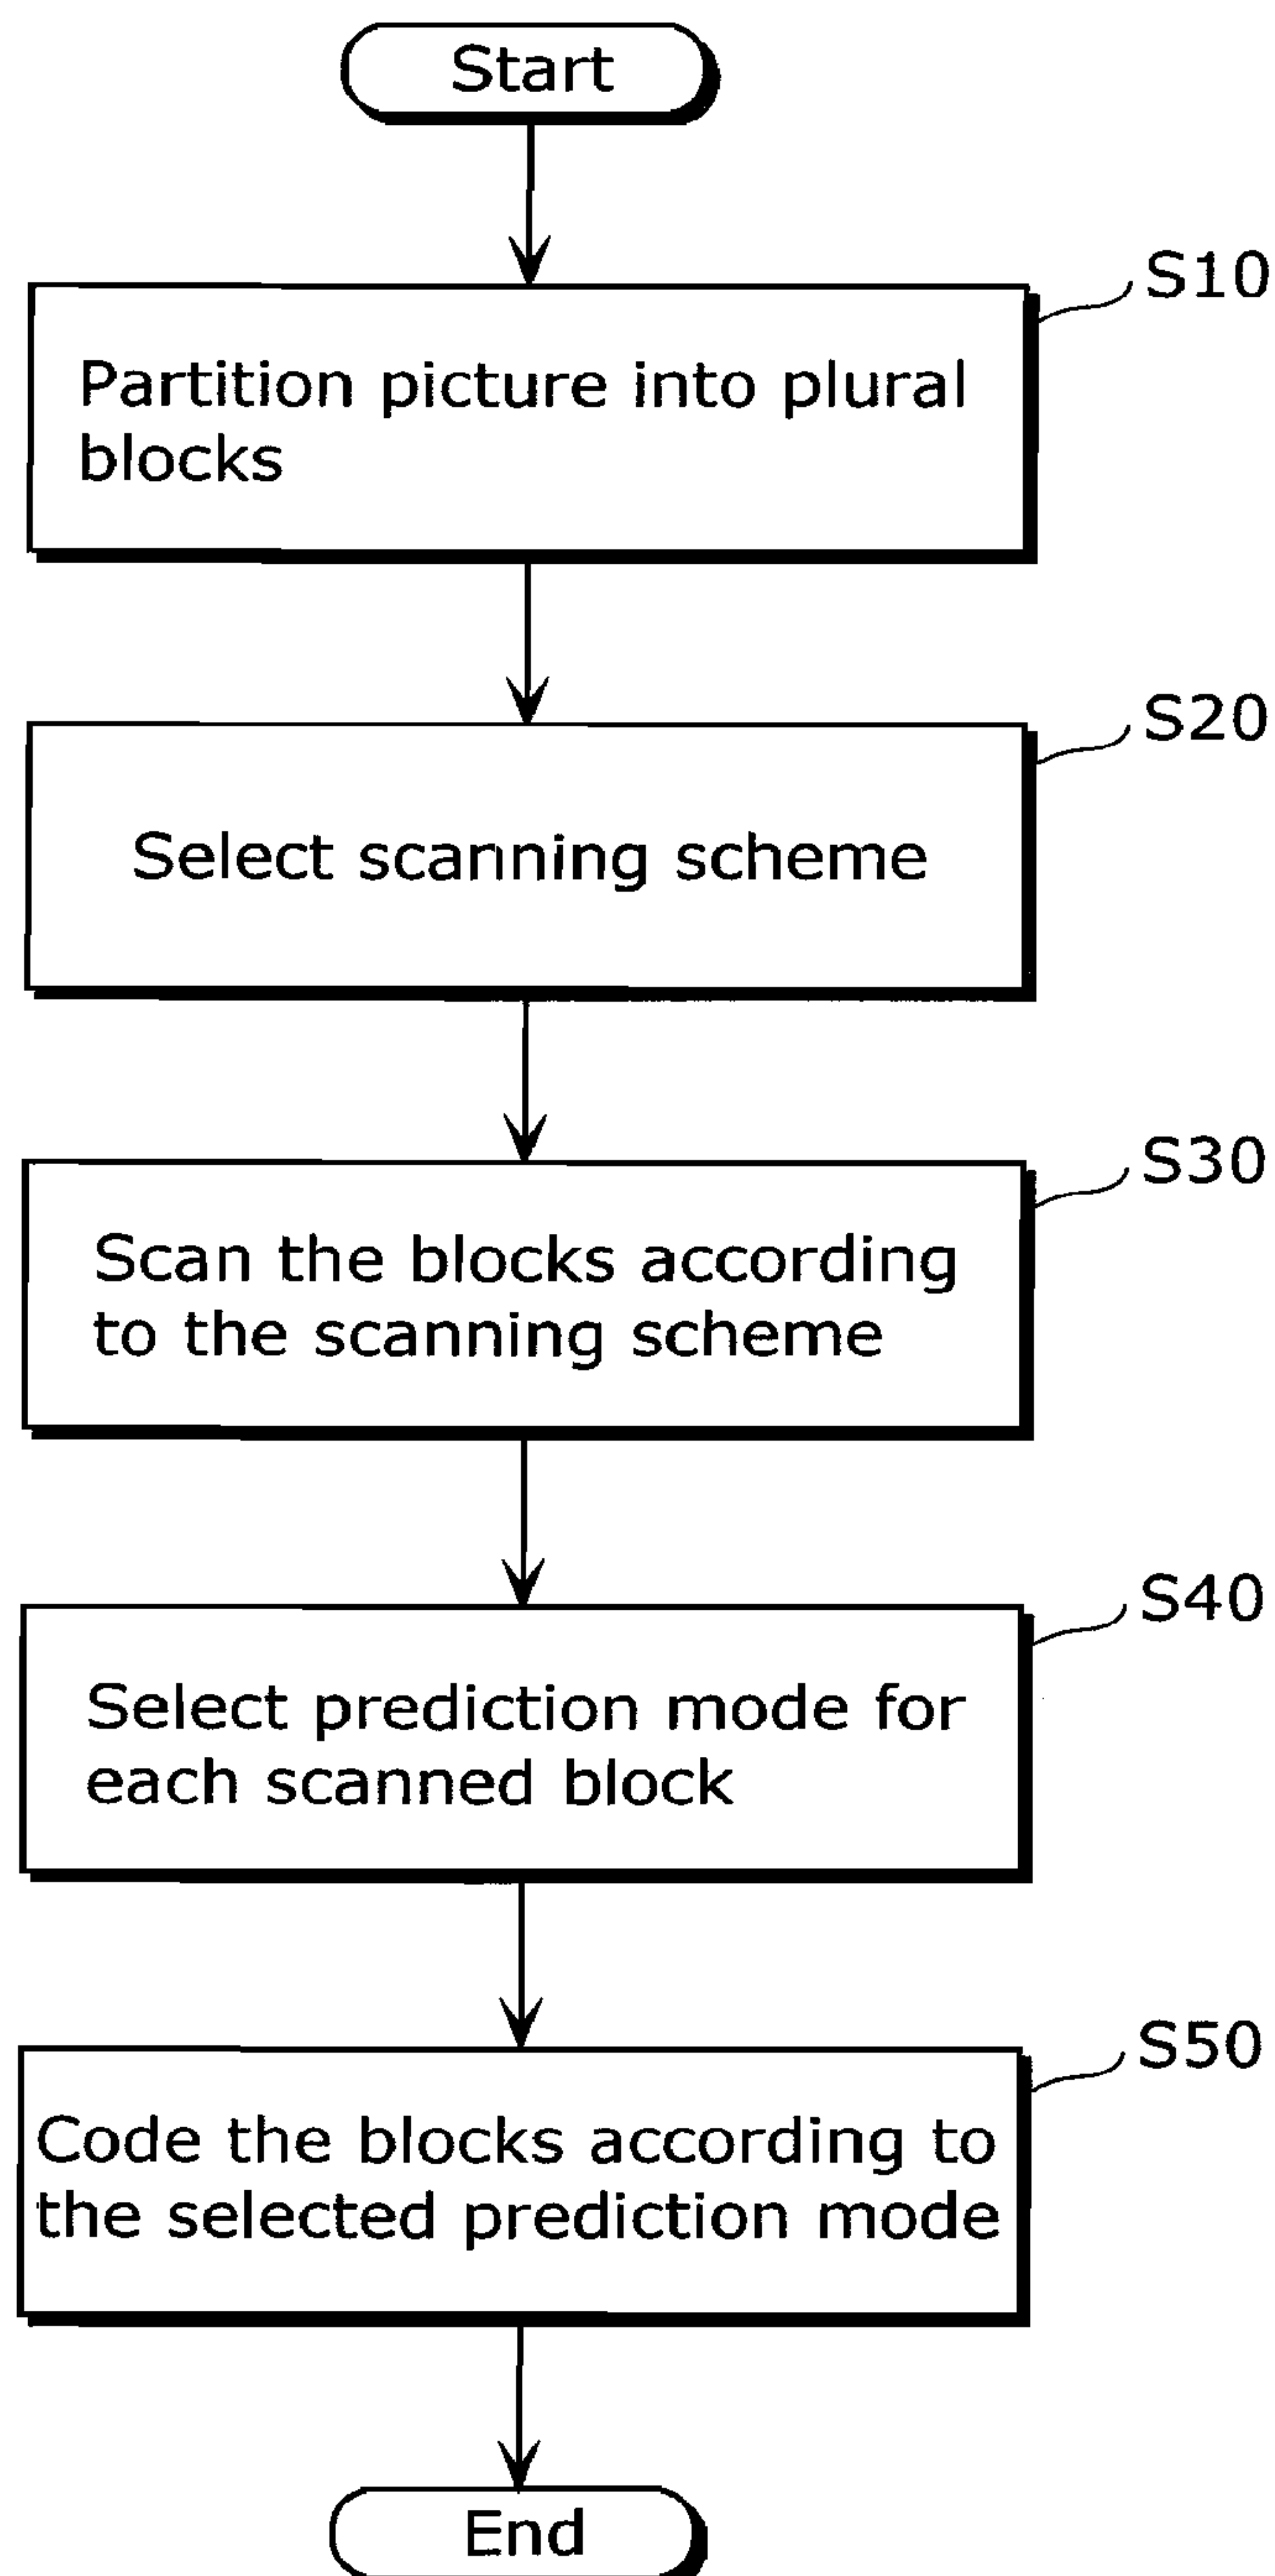 Start
S10
Partition picture into plural
blocks
S20
Select scanning scheme
S30
Scan the blocks according
to the scanning scheme
S40
Select prediction mode for
each scanned block
S50
Code the blocks according to
the selected prediction mode
End